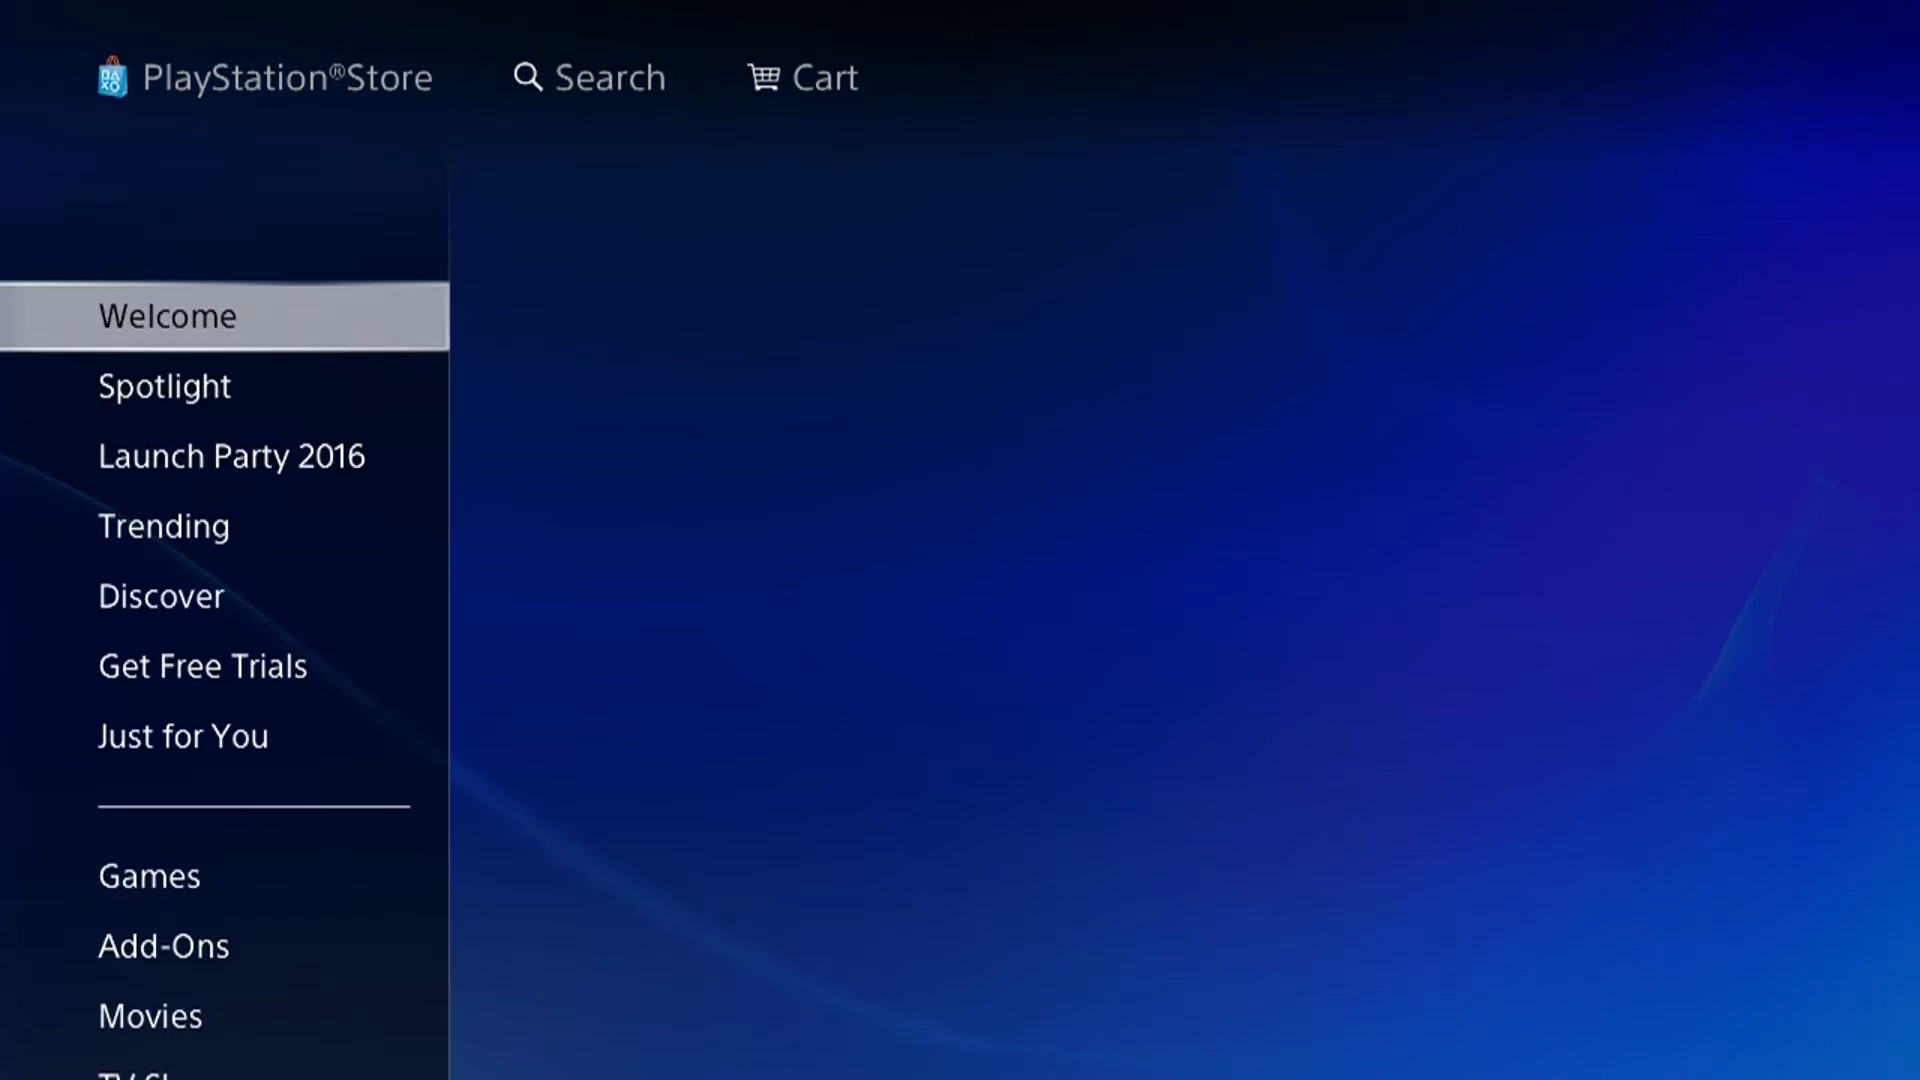 PlayStation®Store
Search
Cart
Welcome
Spotlight
Launch Party 2016
Trending
Discover
Get Free Trials
Just for You
Games
Add-Ons
Movies